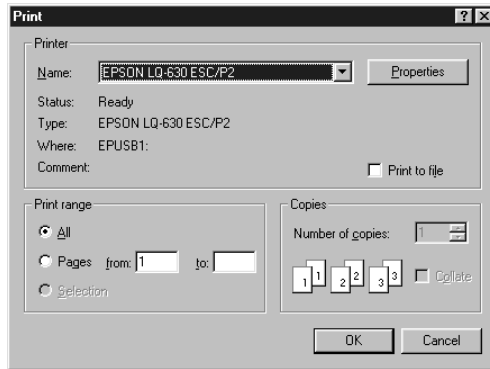 Print
Printer
Name: EPSON LQ-630 ESC/P2 Properties
Status: Ready
Type: EPSON LQ-630 ESC/P2
Where: EPUSB1:
Comment: Print to file
Print range
All
Pages from: 1 to:
Selection
Copies
Number of copies: 1
1 1 2 2 3 3 Collate
OK Cancel